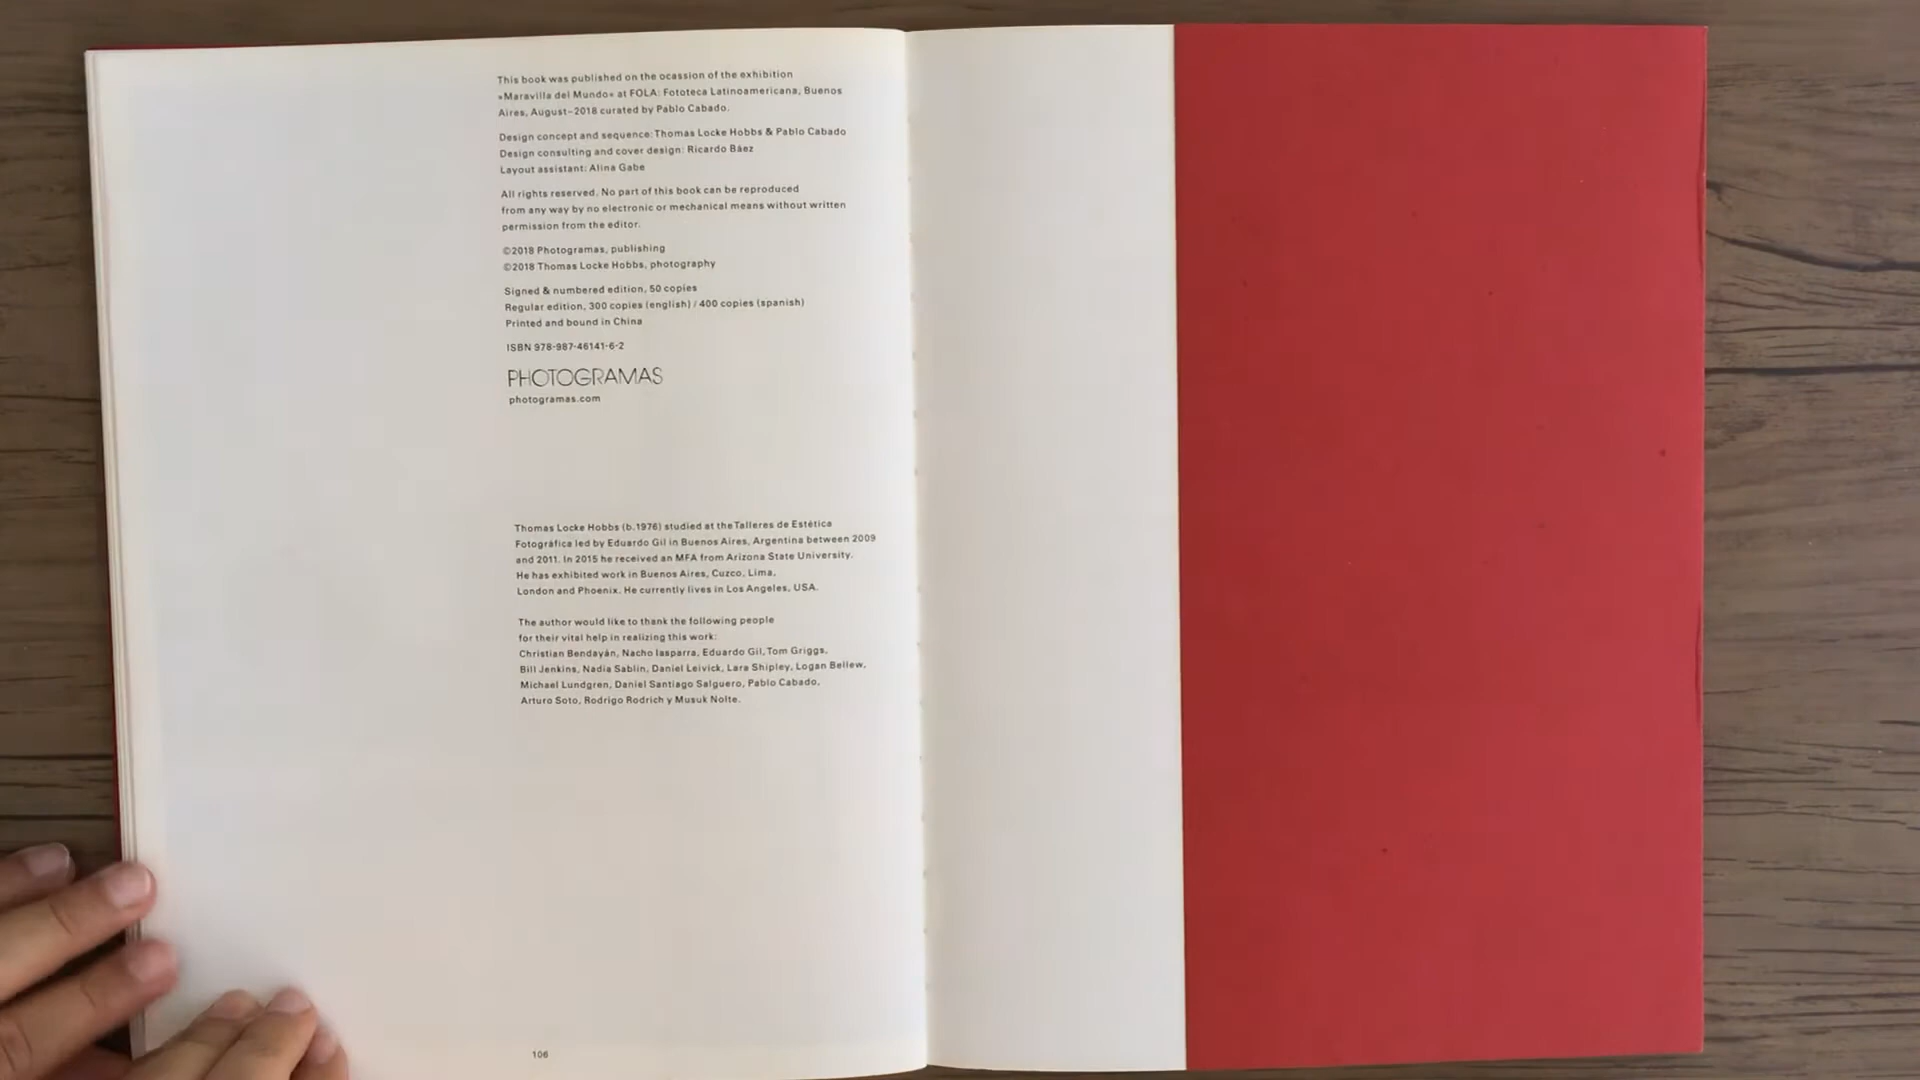 This book was published on the ocassion of the exhibition
»Maravilla del Mundo« at FOLA: Fototeca Latinoamericana, Buenos
Aires, August–2018 curated by Pablo Cabado.
Design concept and sequence: Thomas Locke Hobbs & Pablo Cabado
Design consulting and cover design: Ricardo Báez
Layout assistant: Alina Gabe
All rights reserved. No part of this book can be reproduced
from any way by no electronic or mechanical means without written
permission from the editor.
©2018 Photogramas, publishing
©2018 Thomas Locke Hobbs, photography
Signed & numbered edition, 50 copies
Regular edition, 300 copies (english) / 400 copies (spanish)
Printed and bound in China
ISBN 978-987-46141-6-2
PHOTOGRAMAS
photogramas.com
Thomas Locke Hobbs (b.1976) studied at the Talleres de Estética
Fotográfica led by Eduardo Gil in Buenos Aires, Argentina between 2009
and 2011. In 2015 he received an MFA from Arizona State University.
He has exhibited work in Buenos Aires, Cuzco, Lima,
London and Phoenix. He currently lives in Los Angeles, USA.
The author would like to thank the following people
for their vital help in realizing this work:
Christian Bendayán, Nacho Iasparra, Eduardo Gil, Tom Griggs,
Bill Jenkins, Nadia Sablin, Daniel Leivick, Lara Shipley, Logan Bellew,
Michael Lundgren, Daniel Santiago Salguero, Pablo Cabado,
Arturo Soto, Rodrigo Rodrich y Musuk Nolte.
106